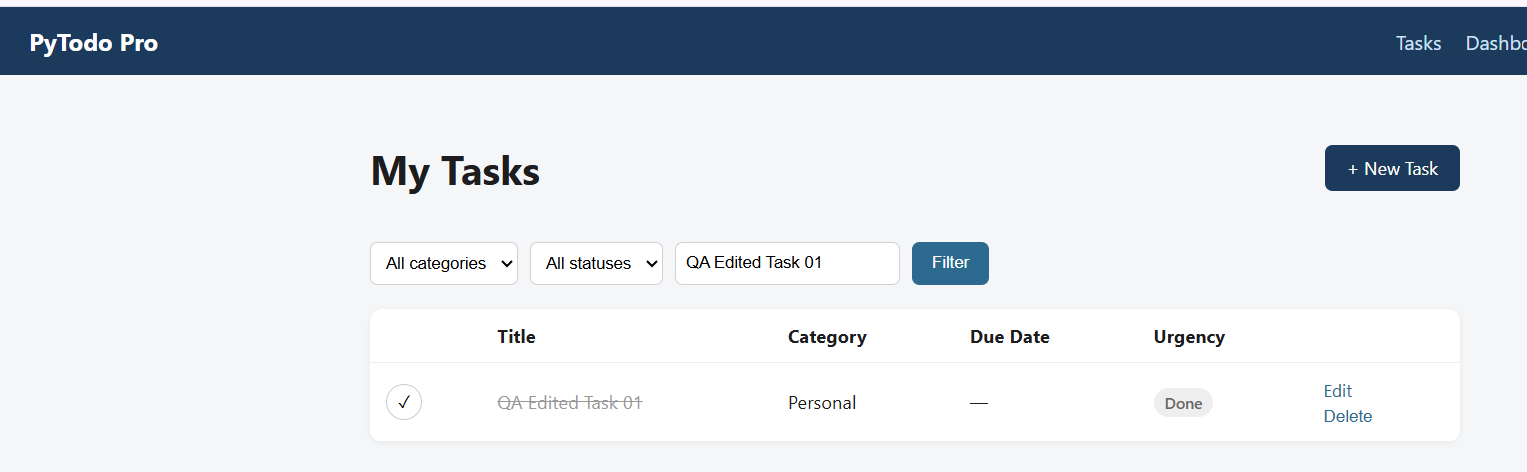 PyTodo Pro
Tasks Dashbo
My Tasks
+ New Task
All categories All statuses QA Edited Task 01 Filter
Title Category Due Date Urgency
✓ QA Edited Task 01 Personal — Done Edit
Delete